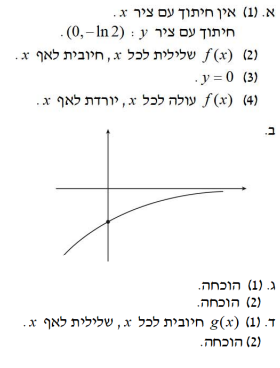 א. (1) אין חיתוך עם ציר x.
חיתוך עם ציר y : (0, −ln 2).
(2) f(x) שלילית לכל x, חיובית לאף x.
(3) y = 0.
(4) f(x) עולה לכל x, יורדת לאף x.
ב.
ג. (1) הוכחה.
(2) הוכחה.
ד. (1) g(x) חיובית לכל x, שלילית לאף x.
(2) הוכחה.